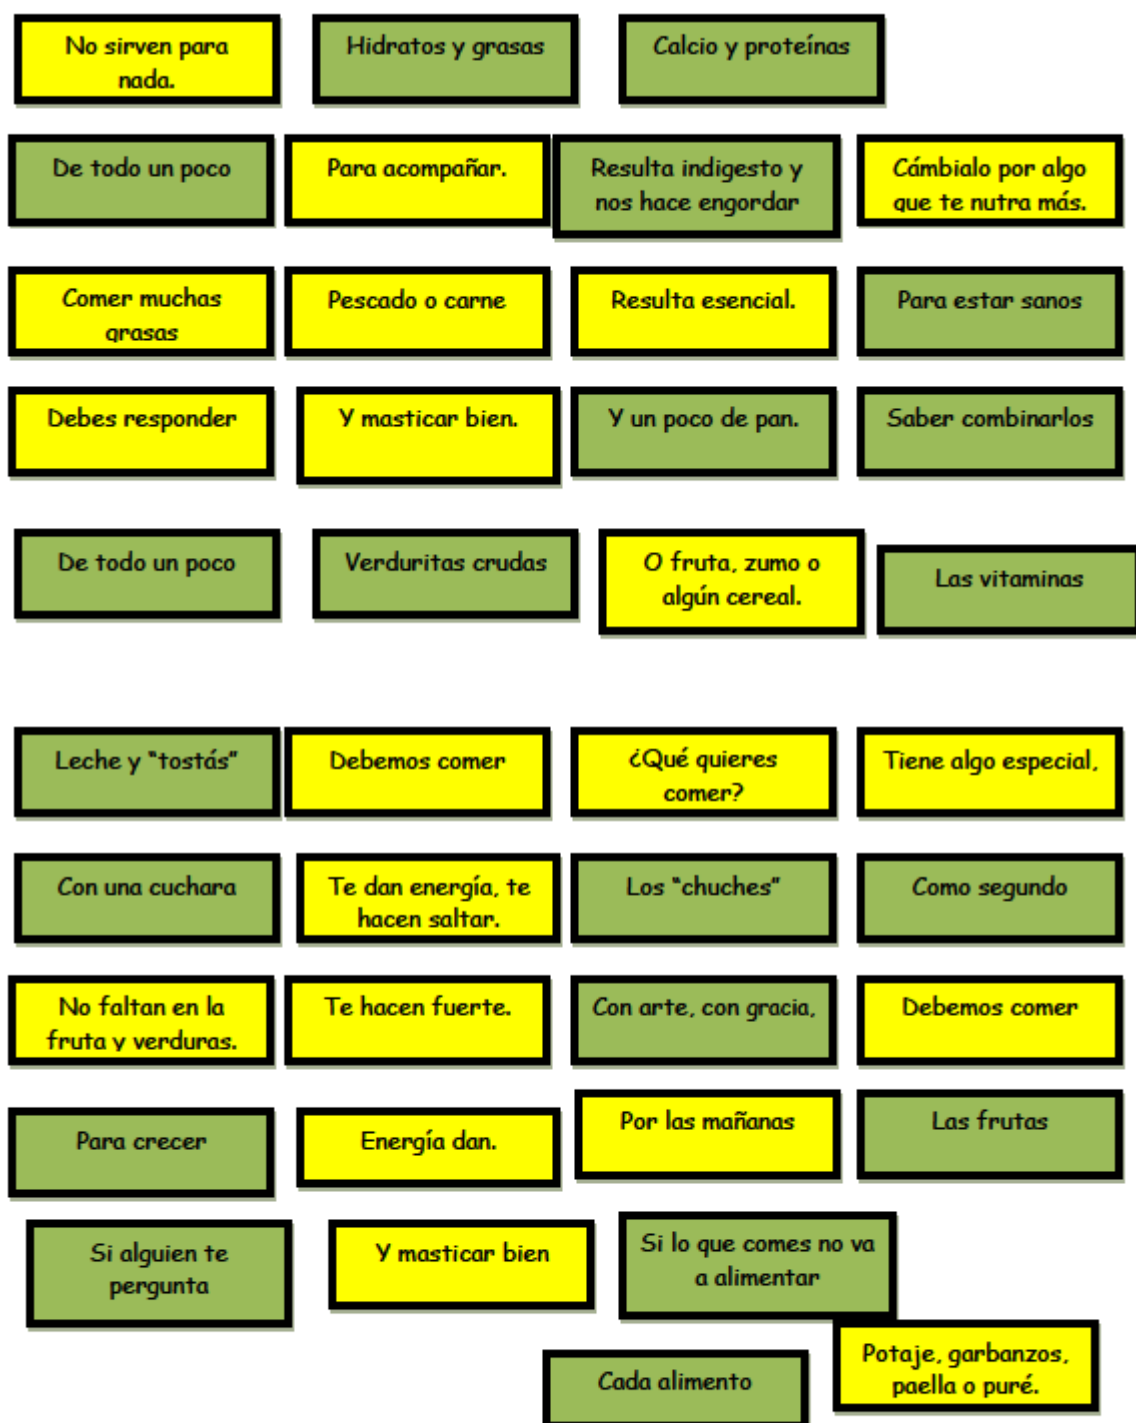 No sirven para
nada.
Hidratos y grasas
Calcio y proteínas
De todo un poco
Para acompañar.
Resulta indigesto y
nos hace engordar
Cámbialo por algo
que te nutra más.
Comer muchas
grasas
Pescado o carne
Resulta esencial.
Para estar sanos
Debes responder
Y masticar bien.
Y un poco de pan.
Saber combinarlos
De todo un poco
Verduritas crudas
O fruta, zumo o
algún cereal.
Las vitaminas
Leche y "tostás"
Debemos comer
¿Qué quieres
comer?
Tiene algo especial,
Con una cuchara
Te dan energía, te
hacen saltar.
Los "chuches"
Como segundo
No faltan en la
fruta y verduras.
Te hacen fuerte.
Con arte, con gracia,
Debemos comer
Para crecer
Energía dan.
Por las mañanas
Las frutas
Si alguien te
pergunta
Y masticar bien
Si lo que comes no va
a alimentar
Cada alimento
Potaje, garbanzos,
paella o puré.